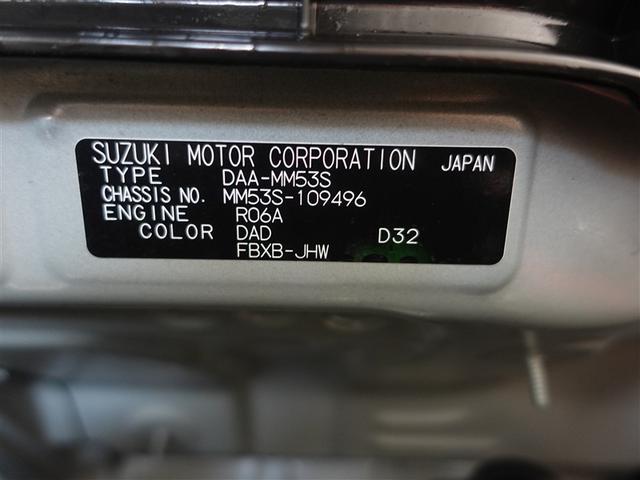 SUZUKI MOTOR CORPORATION JAPAN
TYPE DAA-MM53S
CHASSIS NO. MM53S-109496
ENGINE R06A
COLOR DAD D32
FBXB-JHW